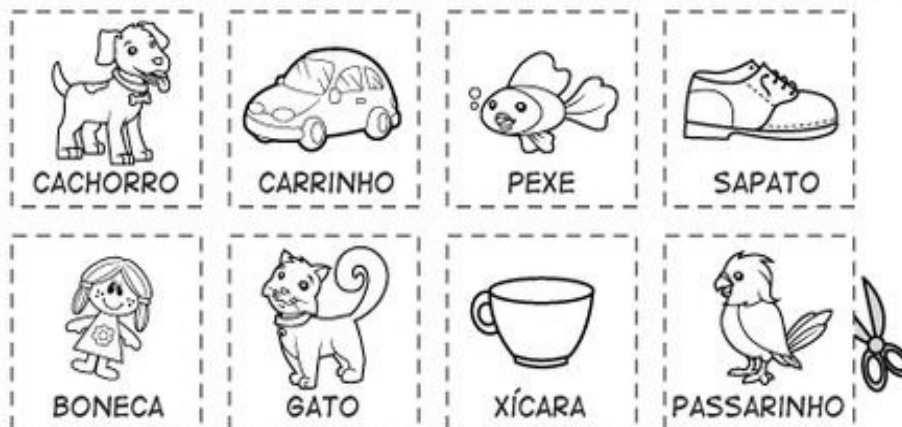 CACHORRO CARRINHO PEXE SAPATO
BONECA GATO XÍCARA PASSARINHO